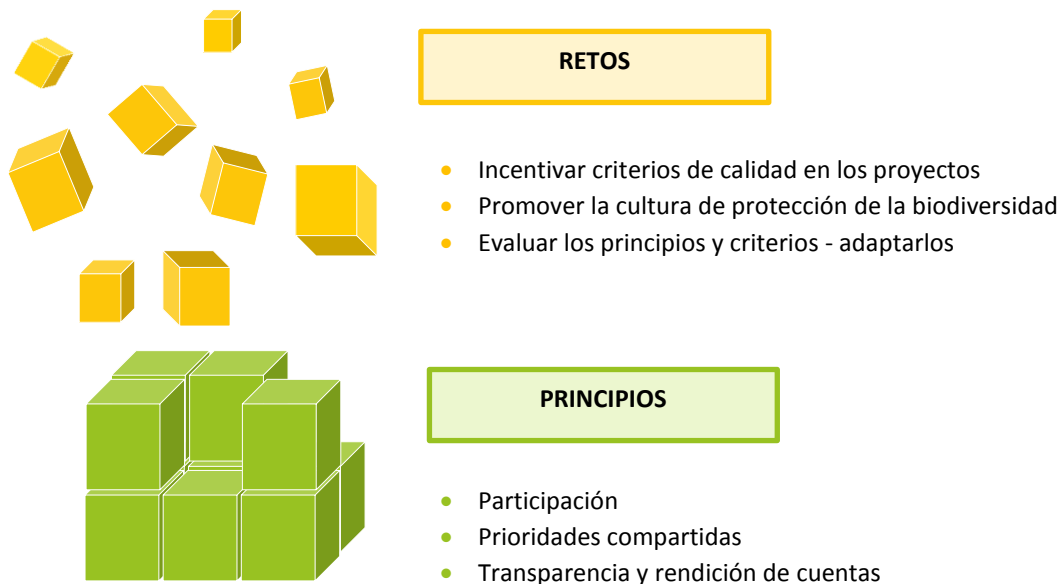 RETOS
• Incentivar criterios de calidad en los proyectos
• Promover la cultura de protección de la biodiversidad
• Evaluar los principios y criterios - adaptarlos
PRINCIPIOS
• Participación
• Prioridades compartidas
• Transparencia y rendición de cuentas